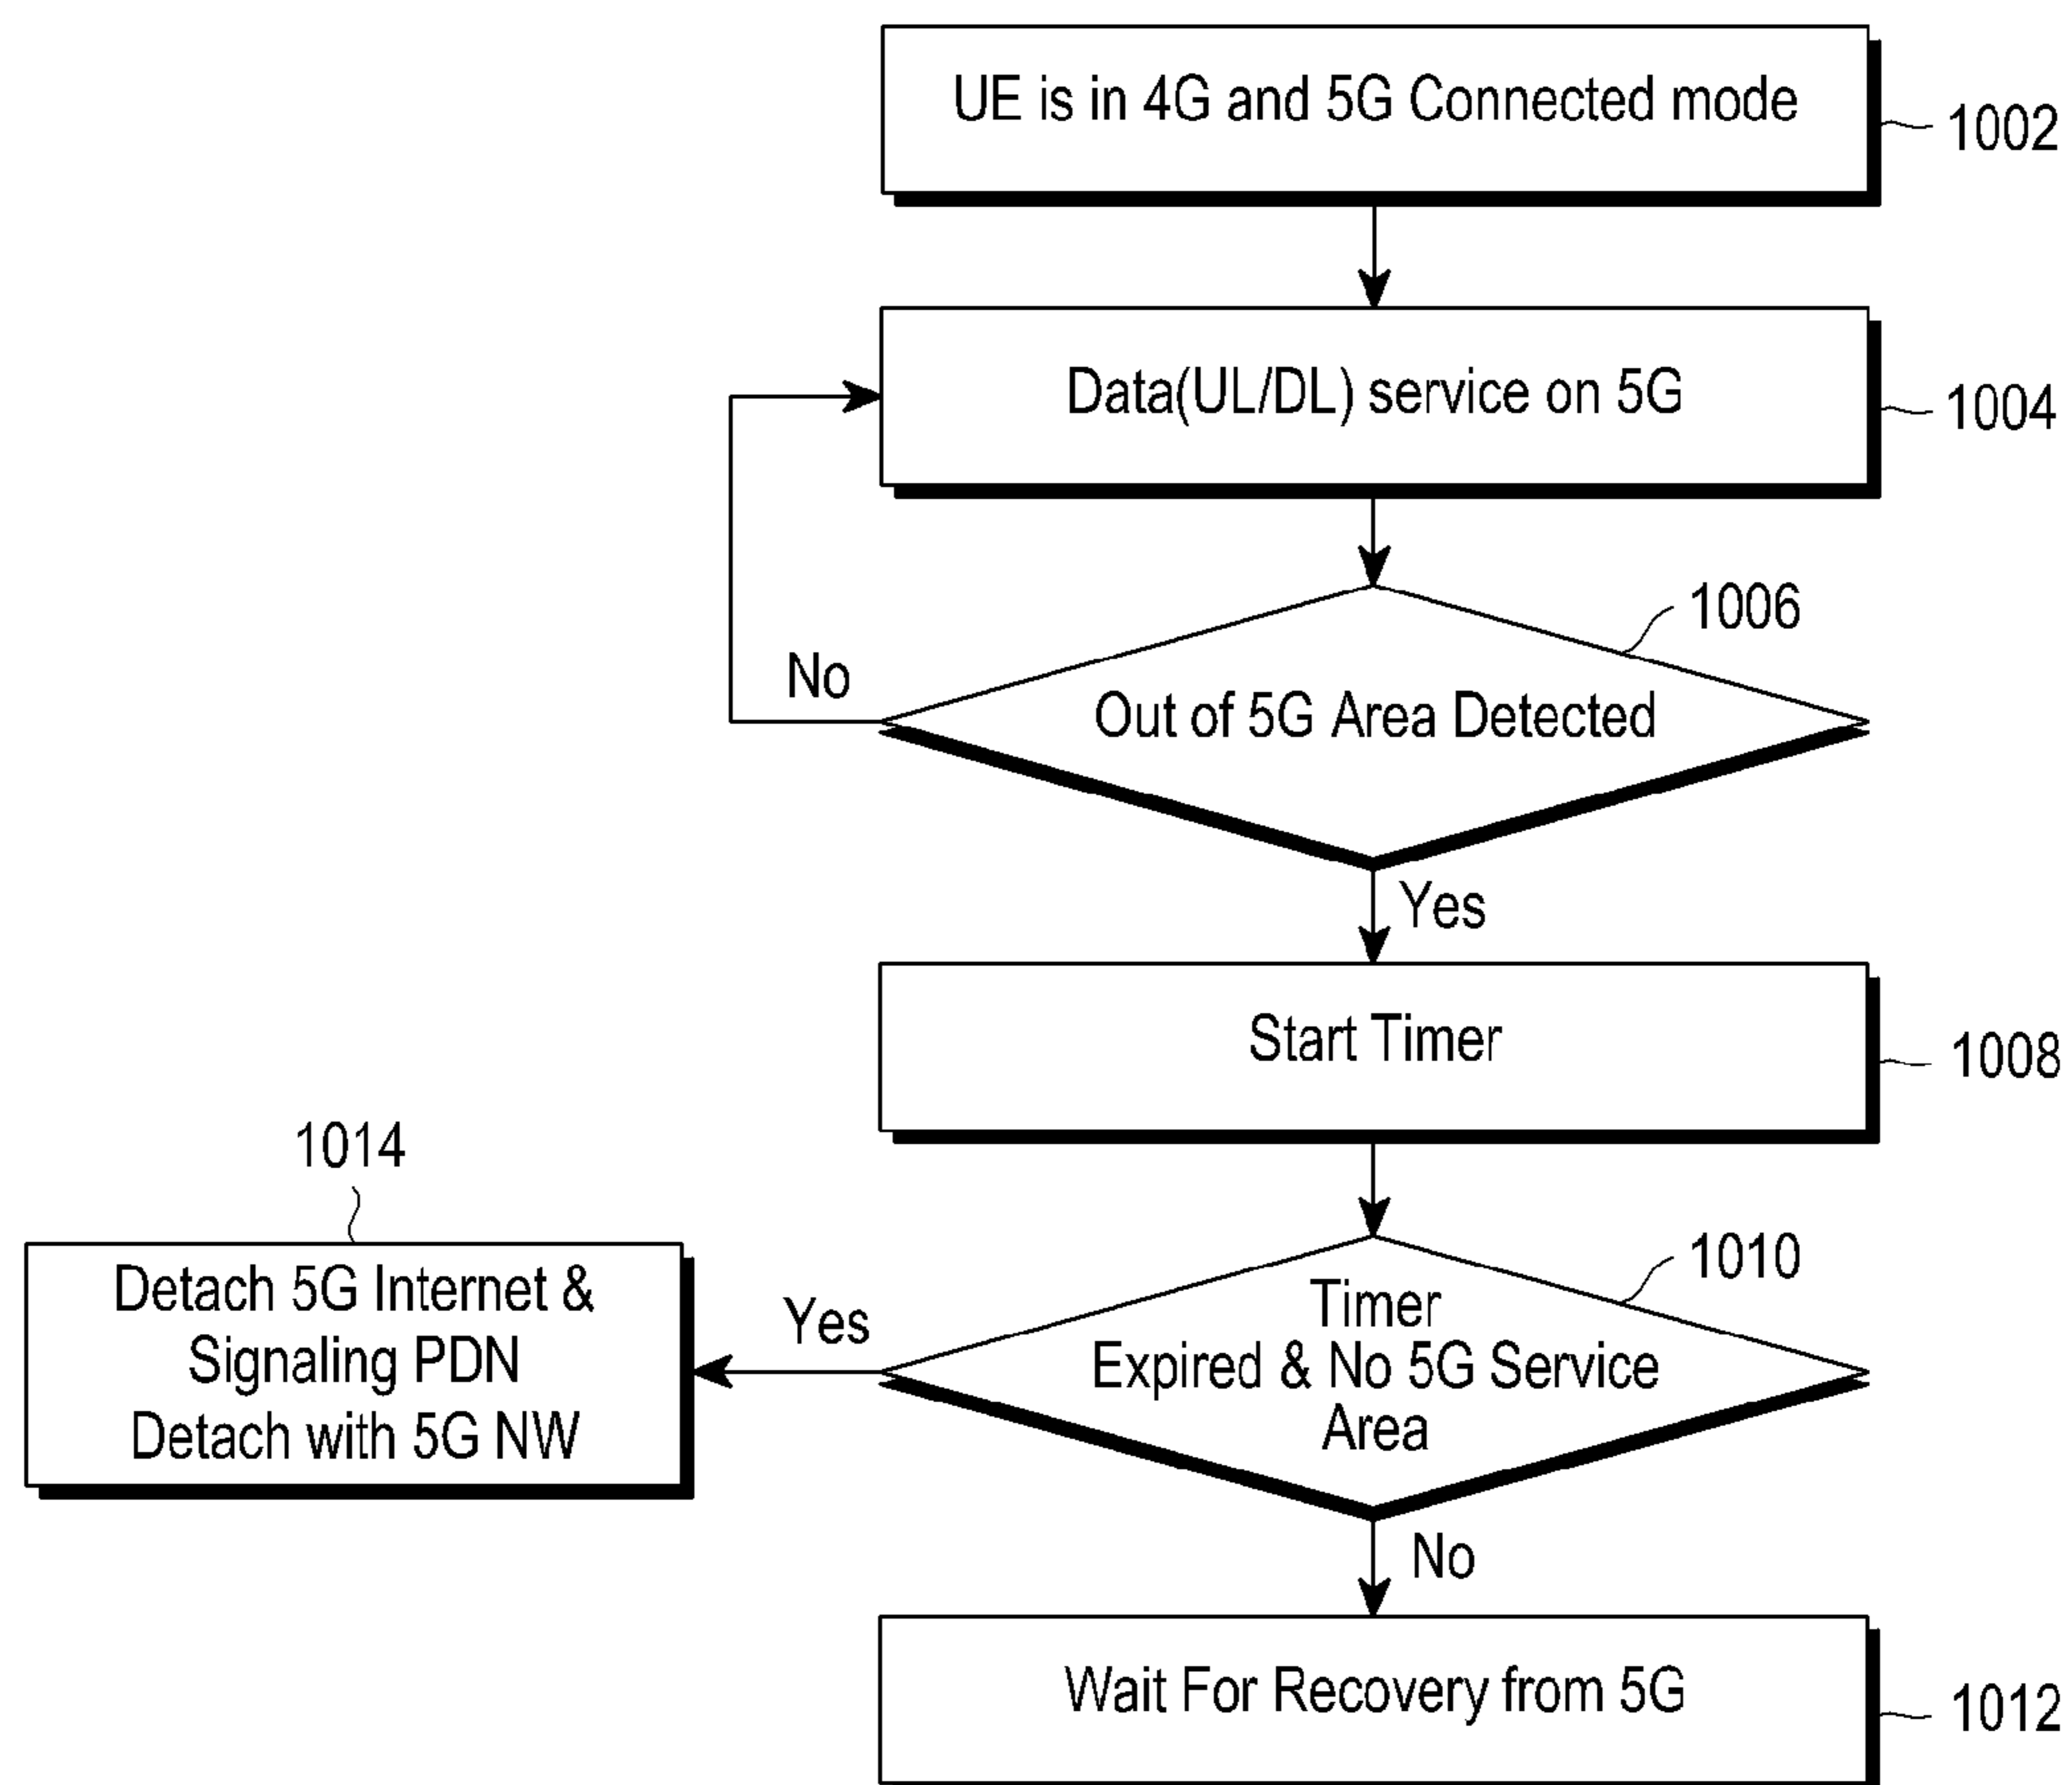 UE is in 4G and 5G Connected mode
1002
Data(UL/DL) service on 5G
1004
1006
No
Out of 5G Area Detected
Yes
Start Timer
1008
1014
Detach 5G Internet &
Signaling PDN
Detach with 5G NW
Yes
1010
Timer
Expired & No 5G Service
Area
No
Wait For Recovery from 5G
1012